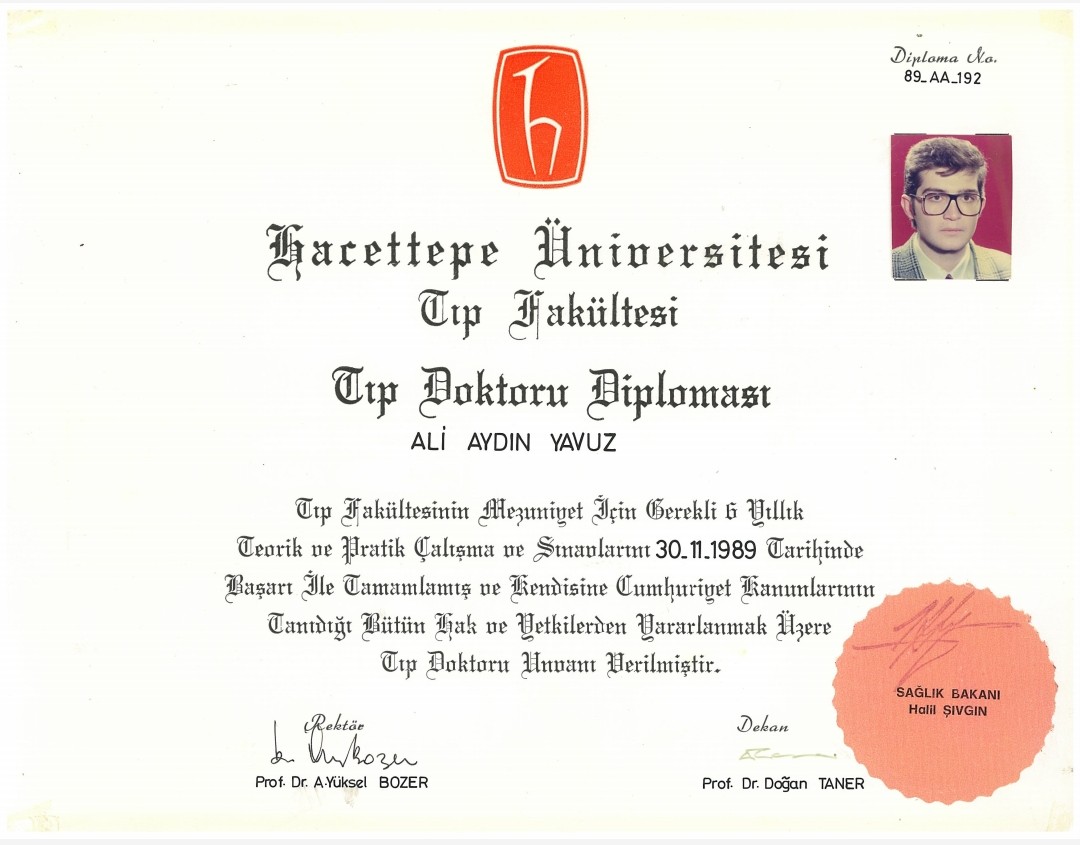 Diploma No.
89_AA_192
Hacettepe Üniversitesi
Tıp Fakültesi
Tıp Doktoru Diploması
ALİ AYDIN YAVUZ
Tıp Fakültesinin Mezuniyet İçin Gerekli 6 Yıllık
Teorik ve Pratik Çalışma ve Sınavlarını 30_11_1989 Tarihinde
Başarı İle Tamamlamış ve Kendisine Cumhuriyet Kanunlarının
Tanıdığı Bütün Hak ve Yetkilerden Yararlanmak Üzere
Tıp Doktoru Unvanı Verilmiştir.
SAĞLIK BAKANI
Halil ŞIVGIN
Rektör
Prof. Dr. A.Yüksel BOZER
Dekan
Prof. Dr. Doğan TANER